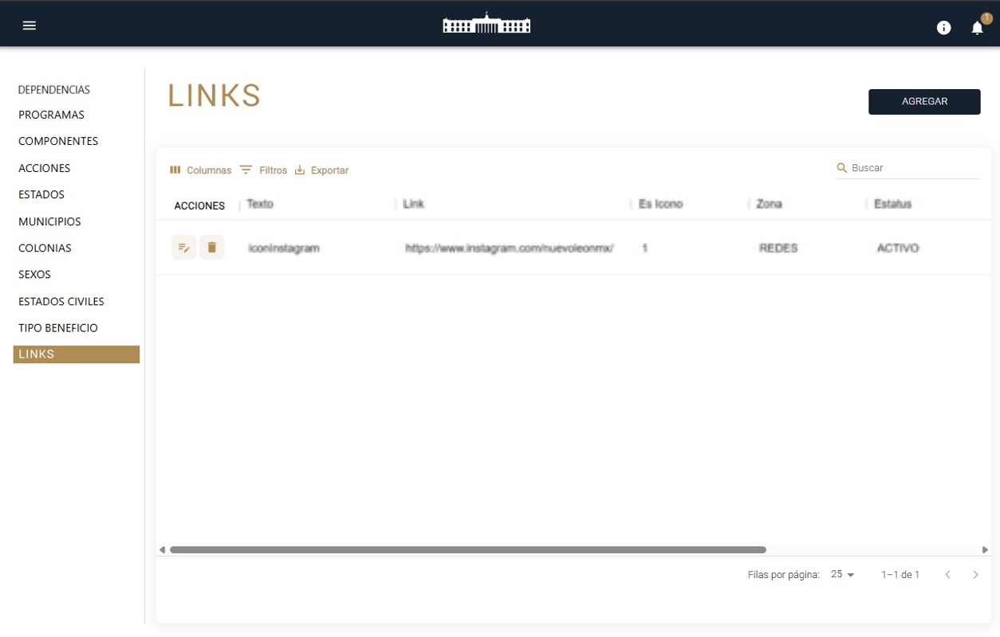 1
DEPENDENCIAS
PROGRAMAS
COMPONENTES
ACCIONES
ESTADOS
MUNICIPIOS
COLONIAS
SEXOS
ESTADOS CIVILES
TIPO BENEFICIO
LINKS
LINKS
AGREGAR
Columnas Filtros Exportar Buscar
ACCIONES Texto Link Es Icono Zona Estatus
iconInstagram https://www.instagram.com/nuevoleonmx/ 1 REDES ACTIVO
Filas por página: 25 1–1 de 1